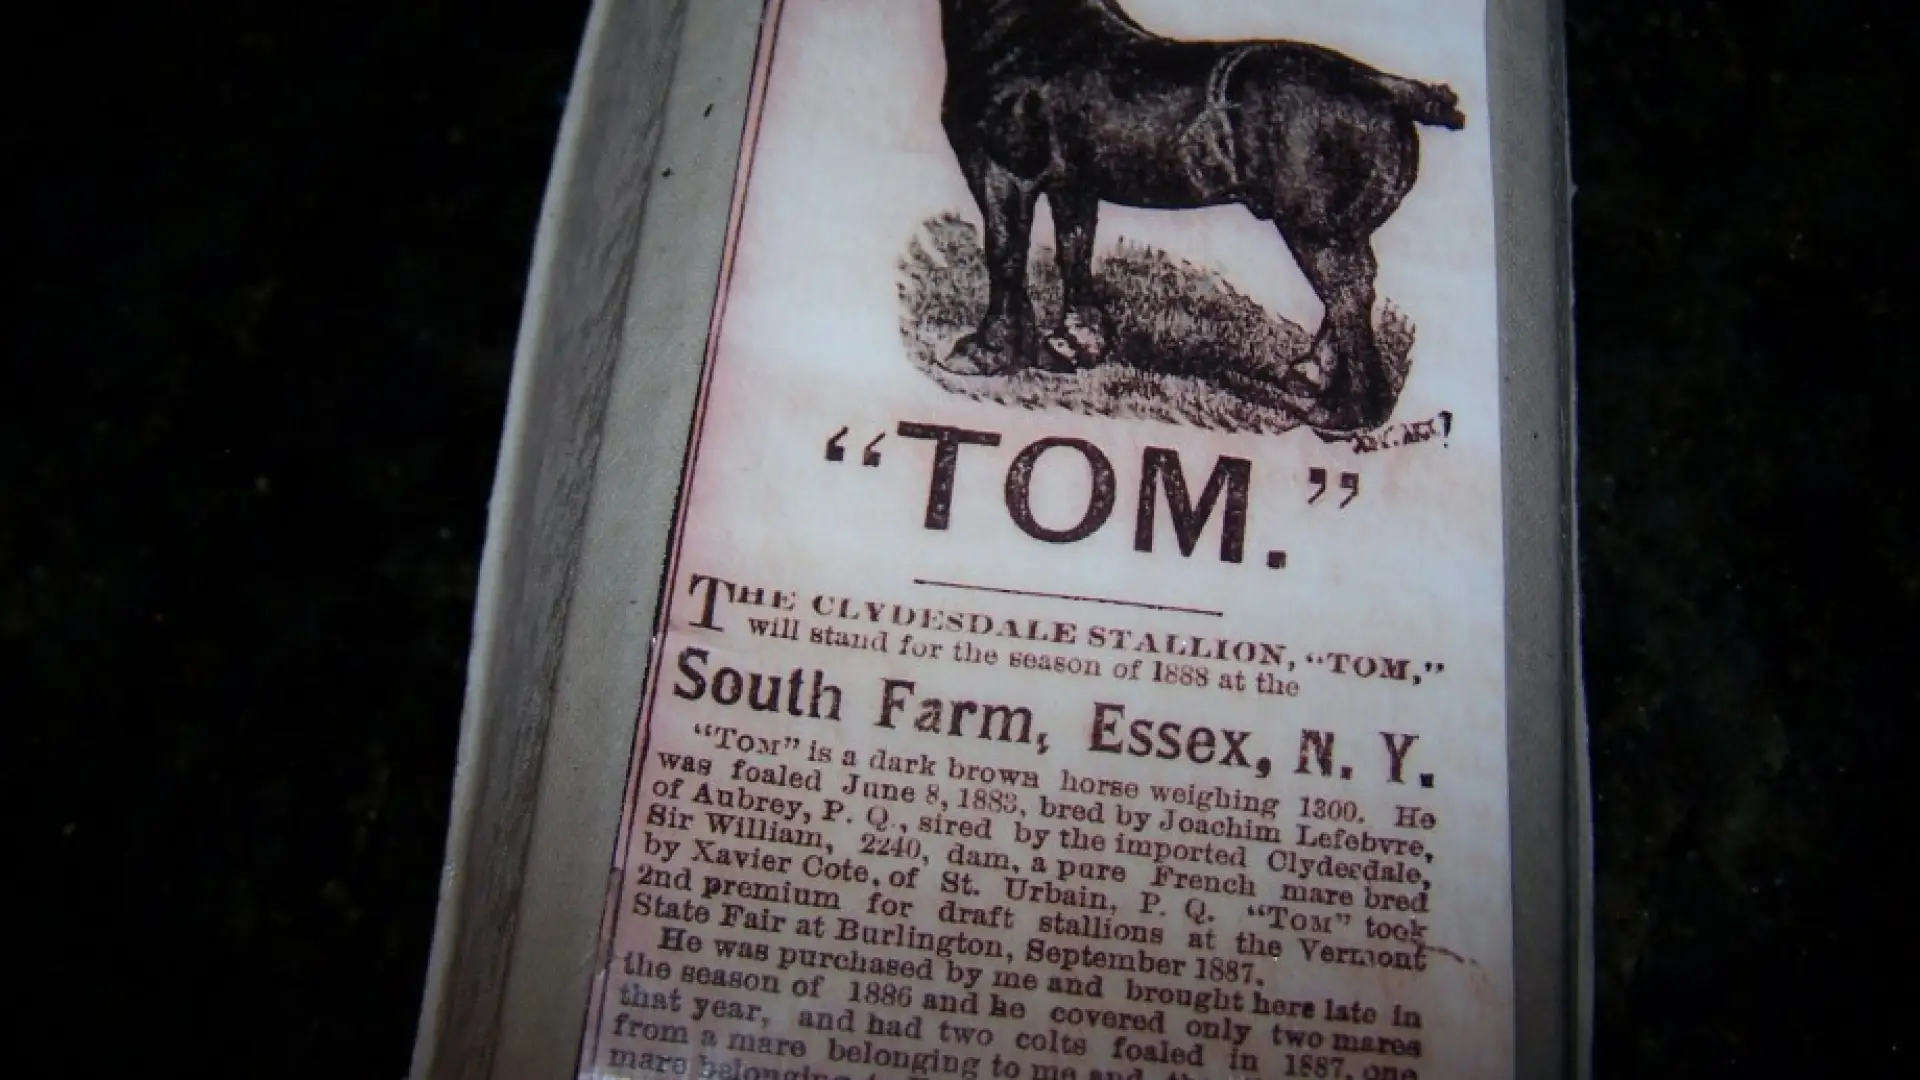 “TOM.”
THE CLYDESDALE STALLION, “TOM,”
will stand for the season of 1888 at the
South Farm, Essex, N. Y.
“TOM” is a dark brown horse weighing 1300. He
was foaled June 8, 1883, bred by Joachim Lefebvre,
of Aubrey, P. Q., sired by the imported Clydesdale,
Sir William, 2240, dam, a pure French mare bred
by Xavier Cote, of St. Urbain, P. Q. “TOM” took
2nd premium for draft stallions at the Vermont
State Fair at Burlington, September 1887.
He was purchased by me and brought here late in
the season of 1886 and he covered only two mares
that year, and had two colts foaled in 1887, one
from a mare belonging to me and
mare belonging